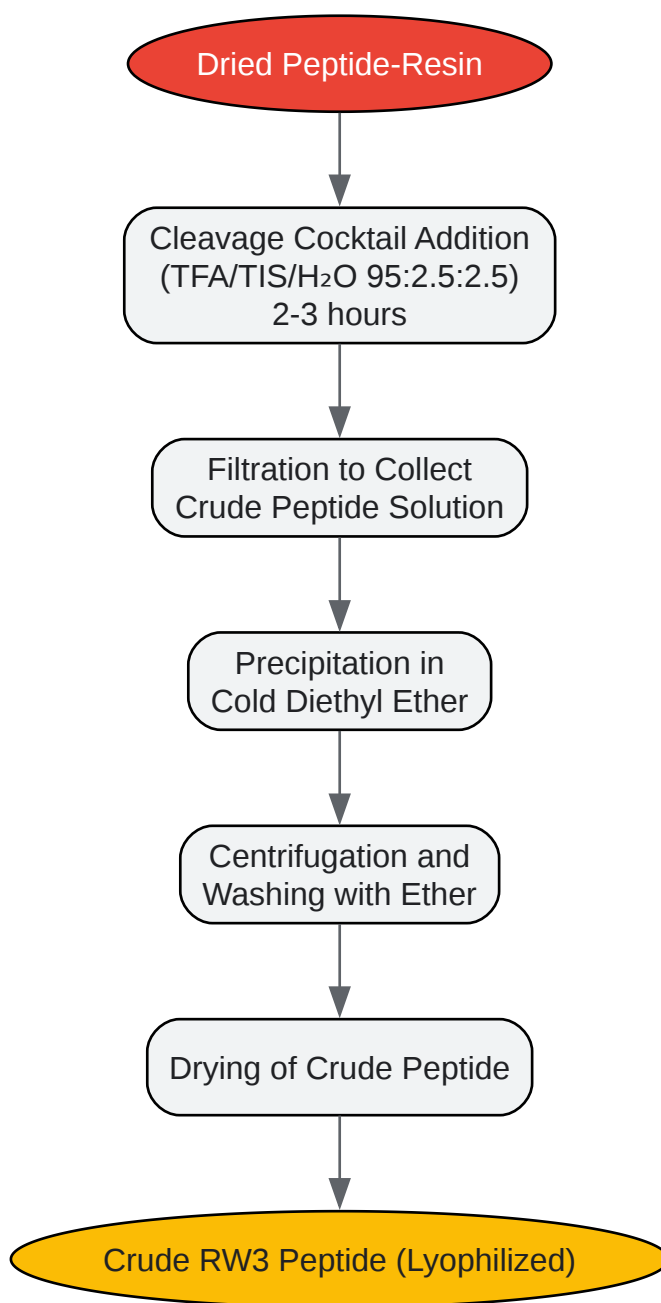 Dried Peptide-Resin
Cleavage Cocktail Addition
(TFA/TIS/H₂O 95:2.5:2.5)
2-3 hours
Filtration to Collect
Crude Peptide Solution
Precipitation in
Cold Diethyl Ether
Centrifugation and
Washing with Ether
Drying of Crude Peptide
Crude RW3 Peptide (Lyophilized)